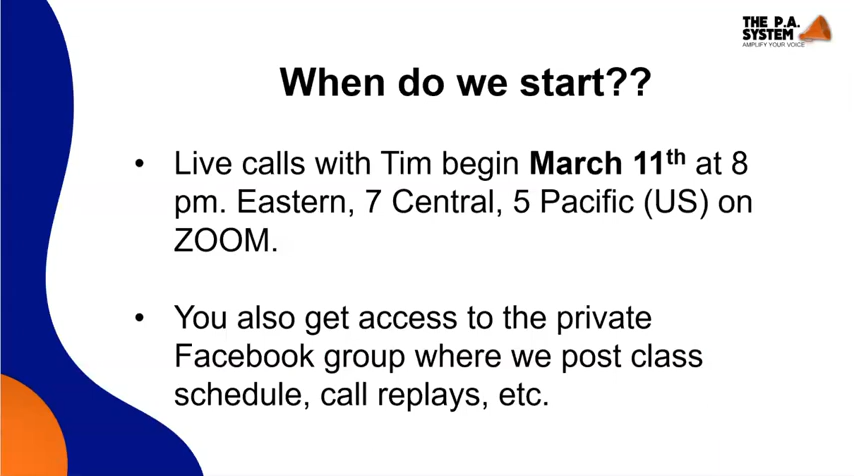 THE P.A.
SYSTEM
AMPLIFY YOUR VOICE
When do we start??
• Live calls with Tim begin March 11th at 8
pm. Eastern, 7 Central, 5 Pacific (US) on
ZOOM.
• You also get access to the private
Facebook group where we post class
schedule, call replays, etc.